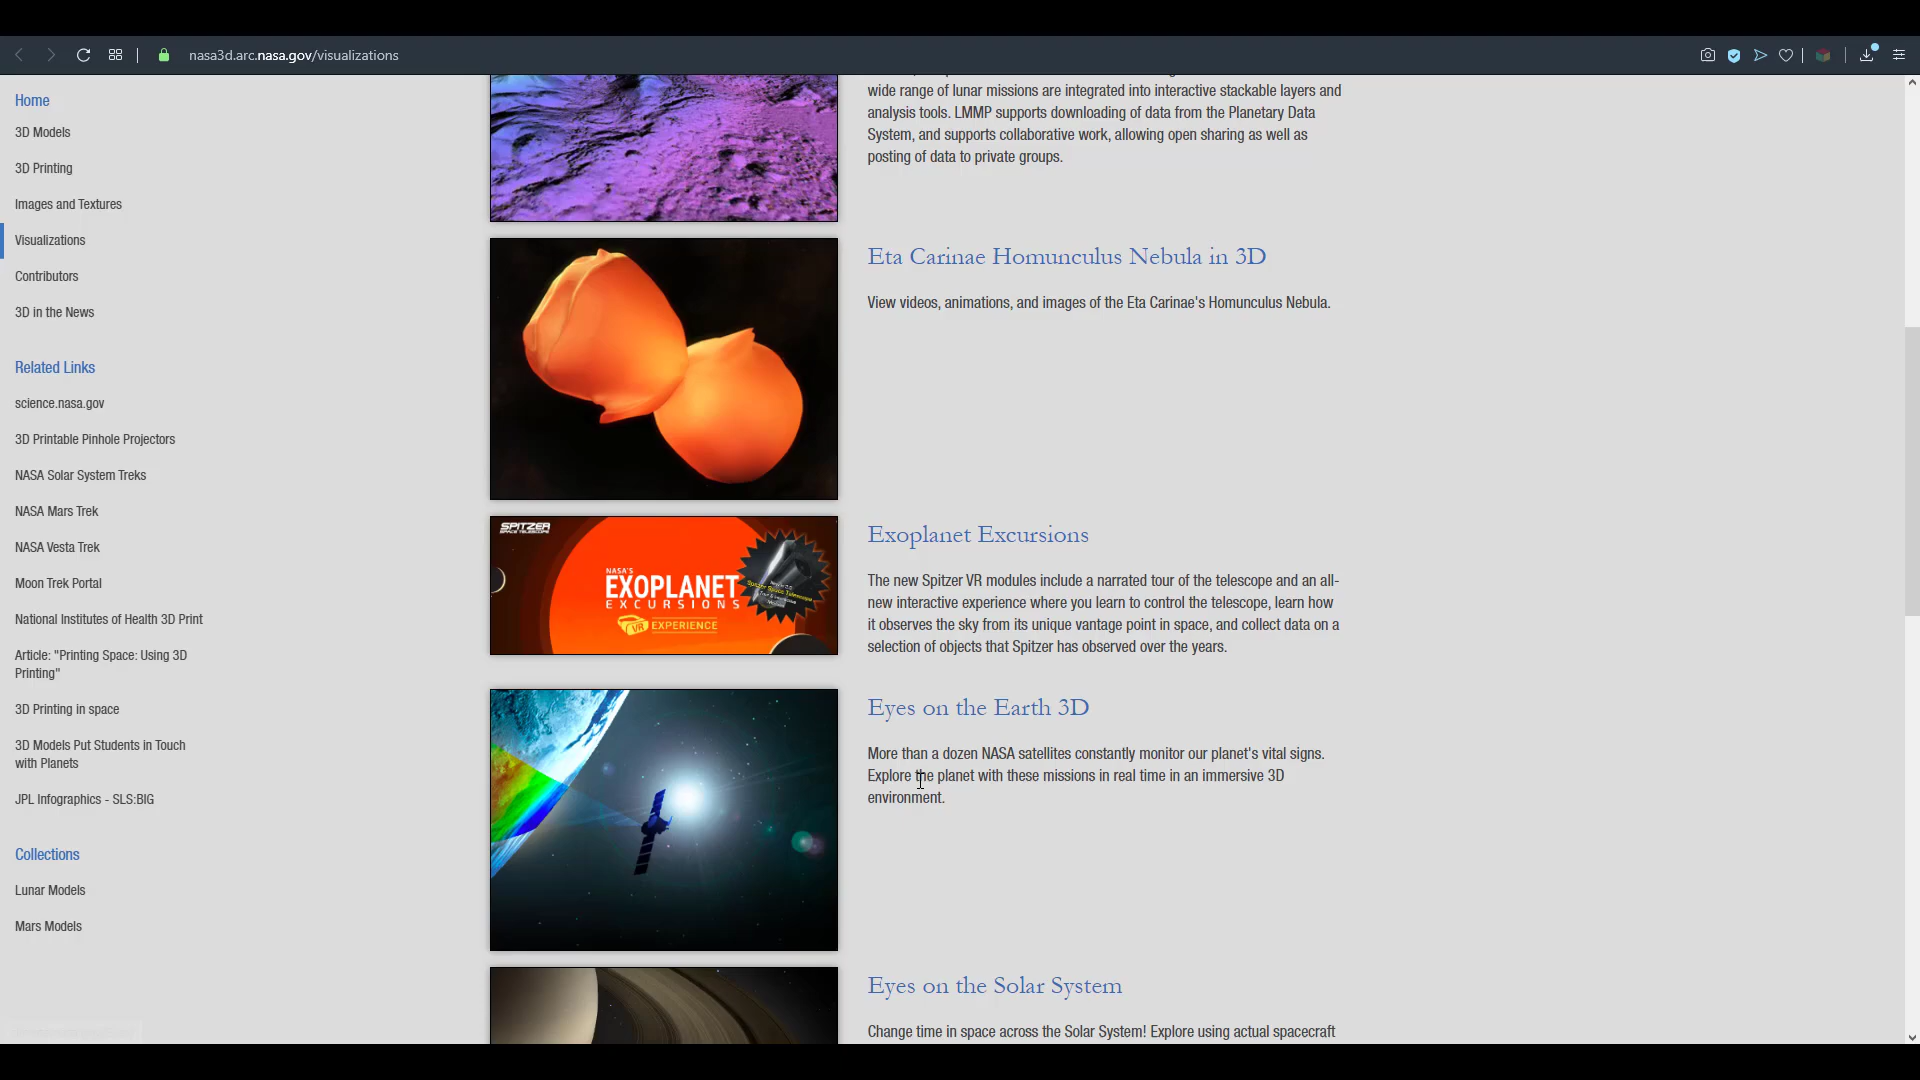 nasa3d.arc.nasa.gov/visualizations
Home
3D Models
3D Printing
Images and Textures
Visualizations
Contributors
3D in the News
Related Links
science.nasa.gov
3D Printable Pinhole Projectors
NASA Solar System Treks
NASA Mars Trek
NASA Vesta Trek
Moon Trek Portal
National Institutes of Health 3D Print
Article: "Printing Space: Using 3D
Printing"
3D Printing in space
3D Models Put Students in Touch
with Planets
JPL Infographics - SLS:BIG
Collections
Lunar Models
Mars Models
wide range of lunar missions are integrated into interactive stackable layers and
analysis tools. LMMP supports downloading of data from the Planetary Data
System, and supports collaborative work, allowing open sharing as well as
posting of data to private groups.
Eta Carinae Homunculus Nebula in 3D
View videos, animations, and images of the Eta Carinae's Homunculus Nebula.
SPITZER
SPACE TELESCOPE
NASA'S
EXOPLANET
EXCURSIONS
VR EXPERIENCE
Spitzer Space Telescope
Exoplanet Excursions
The new Spitzer VR modules include a narrated tour of the telescope and an all-
new interactive experience where you learn to control the telescope, learn how
it observes the sky from its unique vantage point in space, and collect data on a
selection of objects that Spitzer has observed over the years.
Eyes on the Earth 3D
More than a dozen NASA satellites constantly monitor our planet's vital signs.
Explore the planet with these missions in real time in an immersive 3D
environment.
Eyes on the Solar System
Change time in space across the Solar System! Explore using actual spacecraft